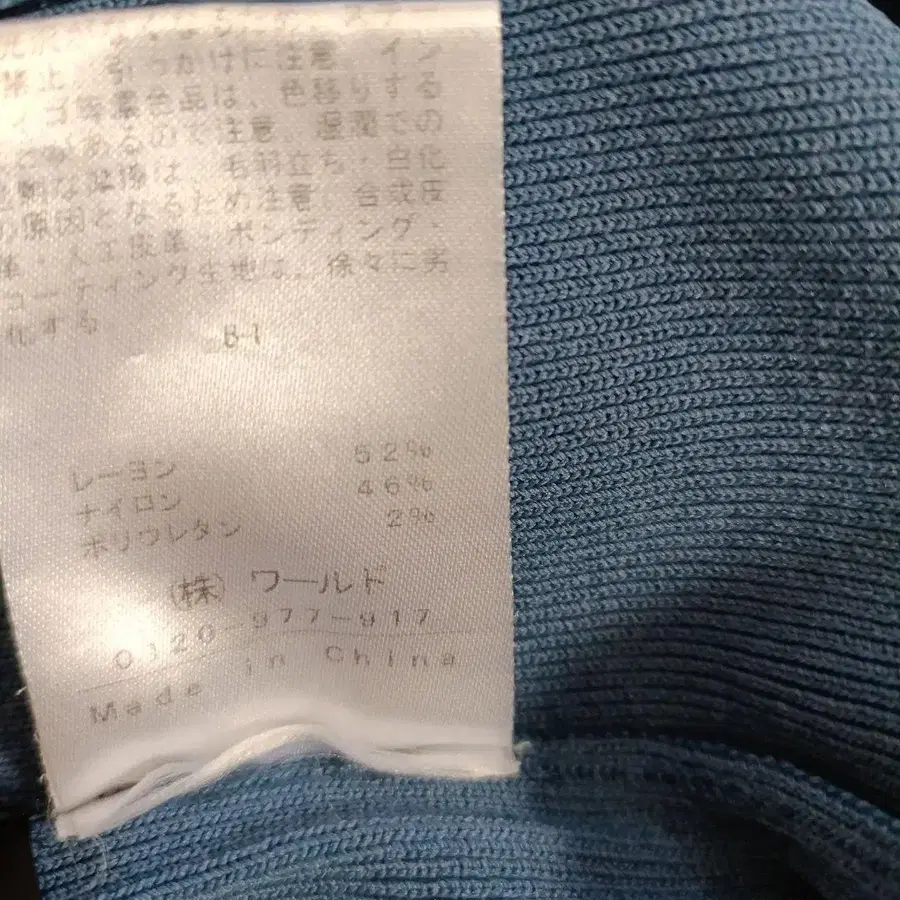 禁止 引っかけに注意 イン
ィゴ 濃色品は、色移りする
あるので注意 湿潤での
な摩擦は 毛羽立ち・白化
原因となるため注意 合成皮
革・人工皮革 ボンディング・
コーティング生地は、徐々に劣
化する
B-1
レーヨン 52%
ナイロン 46%
ポリウレタン 2%
(株) ワールド
0120-977-917
Made in China